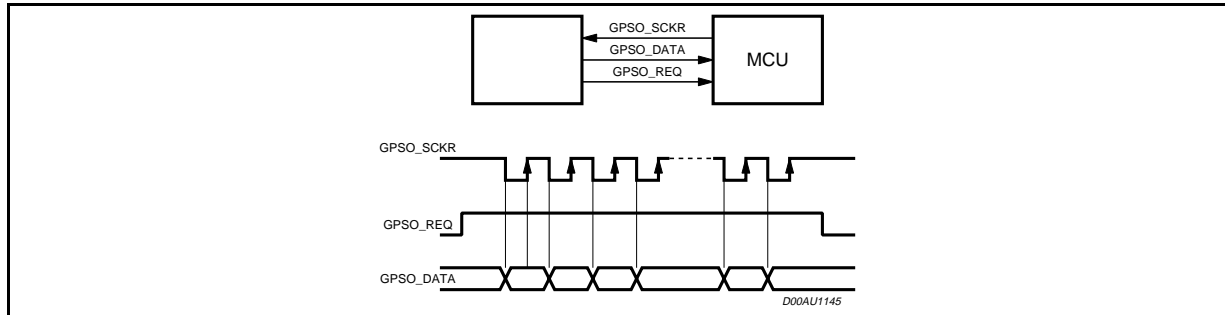 GPSO_SCKR
GPSO_DATA
GPSO_REQ
MCU
GPSO_SCKR
GPSO_REQ
GPSO_DATA
D00AU1145